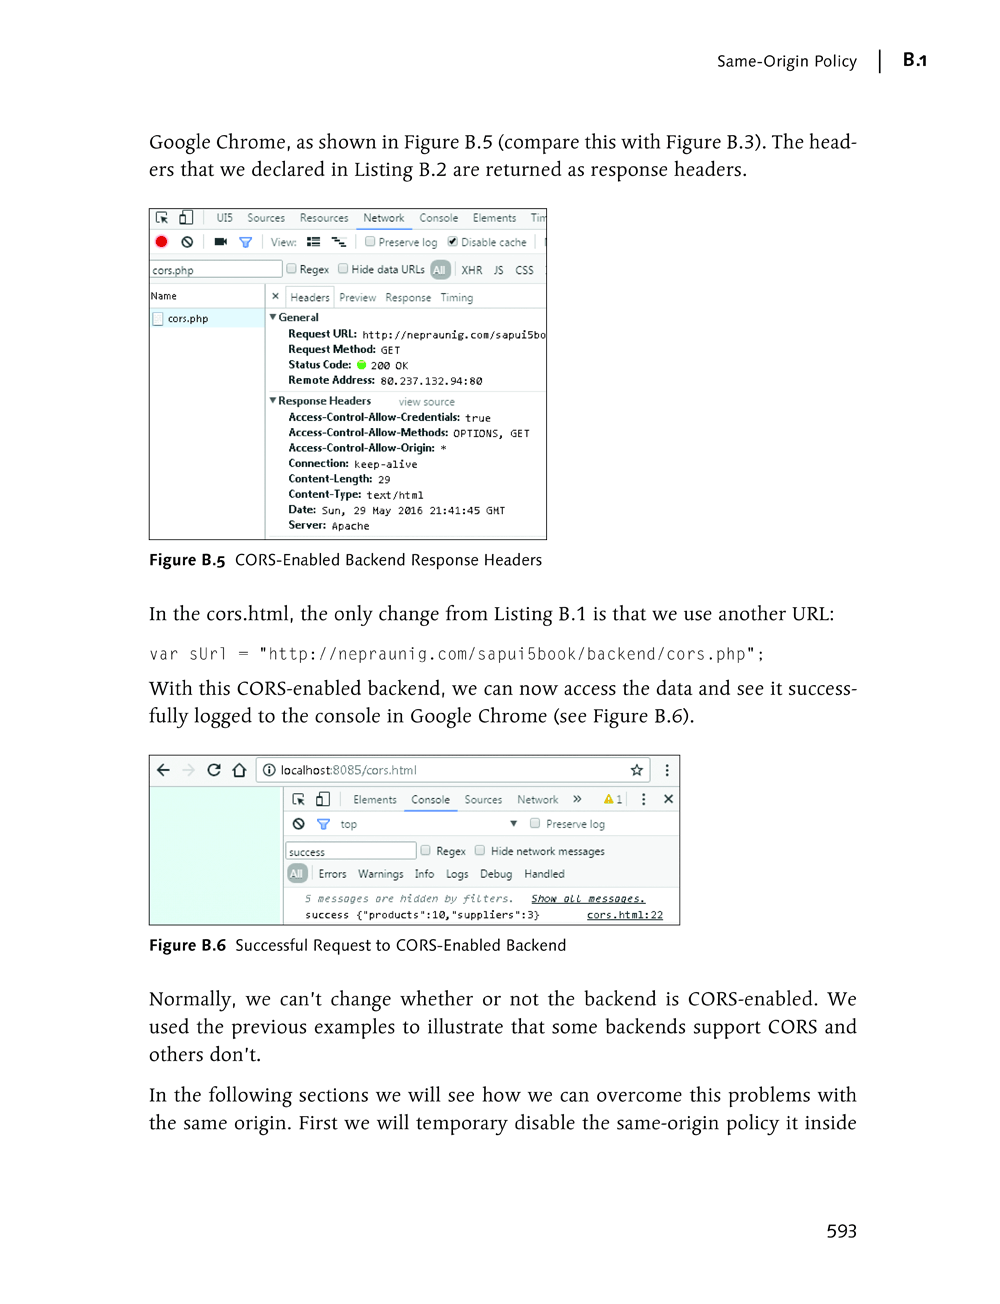 Same-Origin Policy | B.1
Google Chrome, as shown in Figure B.5 (compare this with Figure B.3). The head-
ers that we declared in Listing B.2 are returned as response headers.
UI5 Sources Resources Network Console Elements Tim
View: Preserve log Disable cache
cors.php Regex Hide data URLs All XHR JS CSS
Name × Headers Preview Response Timing
cors.php
▼General
Request URL: http://nepraunig.com/sapui5bo
Request Method: GET
Status Code: 200 OK
Remote Address: 80.237.132.94:80
▼Response Headers view source
Access-Control-Allow-Credentials: true
Access-Control-Allow-Methods: OPTIONS, GET
Access-Control-Allow-Origin: *
Connection: keep-alive
Content-Length: 29
Content-Type: text/html
Date: Sun, 29 May 2016 21:41:45 GMT
Server: Apache
Figure B.5 CORS-Enabled Backend Response Headers
In the cors.html, the only change from Listing B.1 is that we use another URL:
var sUrl = "http://nepraunig.com/sapui5book/backend/cors.php";
With this CORS-enabled backend, we can now access the data and see it success-
fully logged to the console in Google Chrome (see Figure B.6).
localhost:8085/cors.html
Elements Console Sources Network » 1 ×
top ▼ Preserve log
success Regex Hide network messages
All Errors Warnings Info Logs Debug Handled
5 messages are hidden by filters. Show all messages.
success {"products":10,"suppliers":3} cors.html:22
Figure B.6 Successful Request to CORS-Enabled Backend
Normally, we can't change whether or not the backend is CORS-enabled. We
used the previous examples to illustrate that some backends support CORS and
others don't.
In the following sections we will see how we can overcome this problems with
the same origin. First we will temporary disable the same-origin policy it inside
593